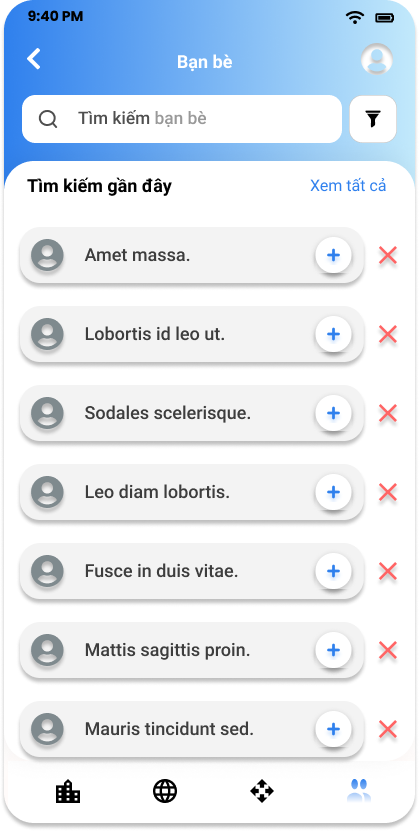 9:40 PM
Bạn bè
Tìm kiếm bạn bè
Tìm kiếm gần đây
Xem tất cả
Amet massa.
Lobortis id leo ut.
Sodales scelerisque.
Leo diam lobortis.
Fusce in duis vitae.
Mattis sagittis proin.
Mauris tincidunt sed.